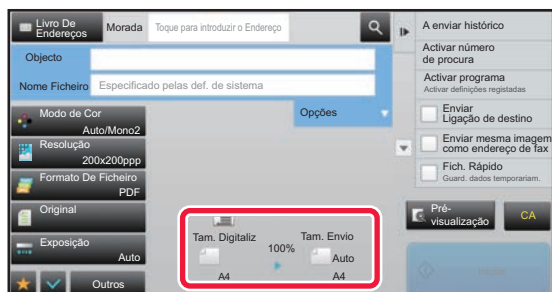 Livro De
Endereços
Morada
Toque para introduzir o Endereço
Objecto
Nome Ficheiro
Especificado pelas def. de sistema
Modo de Cor
Auto/Mono2
Resolução
200x200ppp
Formato De Ficheiro
PDF
Original
Exposição
Auto
Outros
Opções
Tam. Digitaliz
100%
Tam. Envio
Auto
A4
A4
A enviar histórico
Activar número
de procura
Activar programa
Activar definições registadas
Enviar
Ligação de destino
Enviar mesma imagem
como endereço de fax
Fich. Rápido
Guard. dados temporariam.
Pré-
visualização
CA